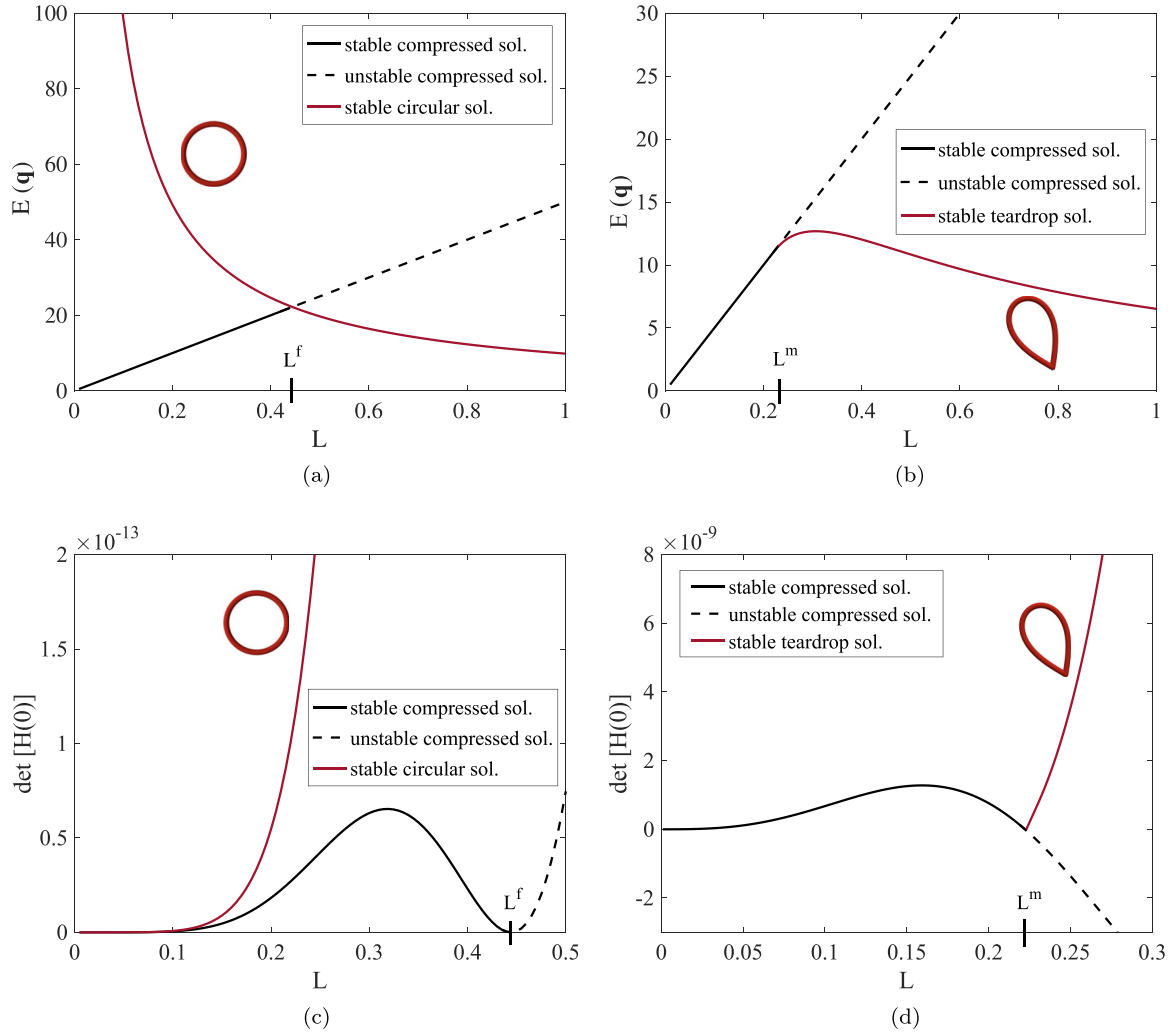 100
80
60
40
20
0
E (q)
stable compressed sol.
unstable compressed sol.
stable circular sol.
L^f
0 0.2 0.4 0.6 0.8 1
L
(a)
30
25
20
15
10
5
0
E (q)
stable compressed sol.
unstable compressed sol.
stable teardrop sol.
L^m
0 0.2 0.4 0.6 0.8 1
L
(b)
×10^-13
2
1.5
1
0.5
0
det [H(0)]
stable compressed sol.
unstable compressed sol.
stable circular sol.
L^f
0 0.1 0.2 0.3 0.4 0.5
L
(c)
×10^-9
8
6
4
2
0
-2
det [H(0)]
stable compressed sol.
unstable compressed sol.
stable teardrop sol.
L^m
0 0.05 0.1 0.15 0.2 0.25 0.3
L
(d)